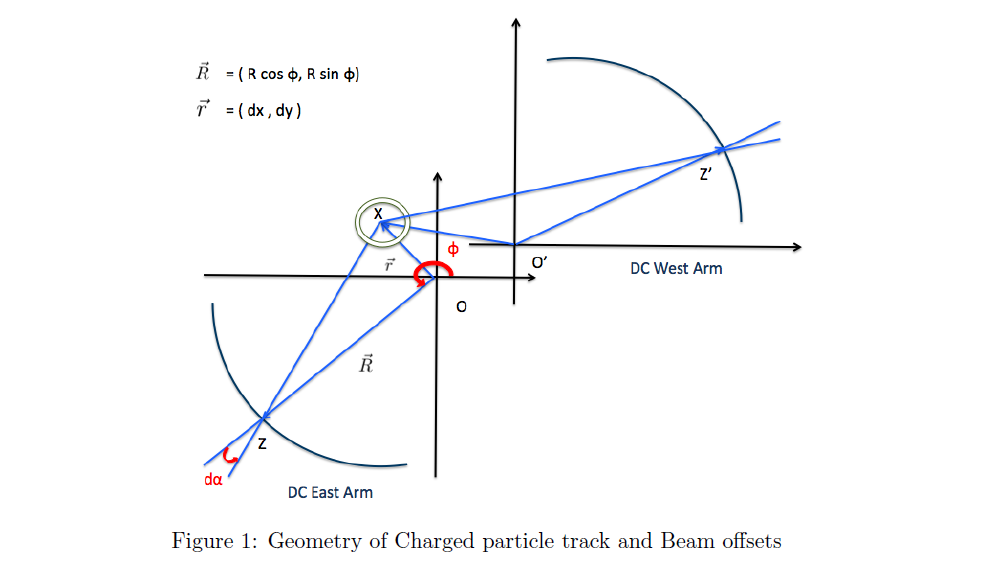 R⃗ = ( R cos ϕ, R sin ϕ)
r⃗ = ( dx , dy )
Z'
X
ϕ
O'
r⃗
DC West Arm
O
R⃗
Z
dα
DC East Arm
Figure 1: Geometry of Charged particle track and Beam offsets